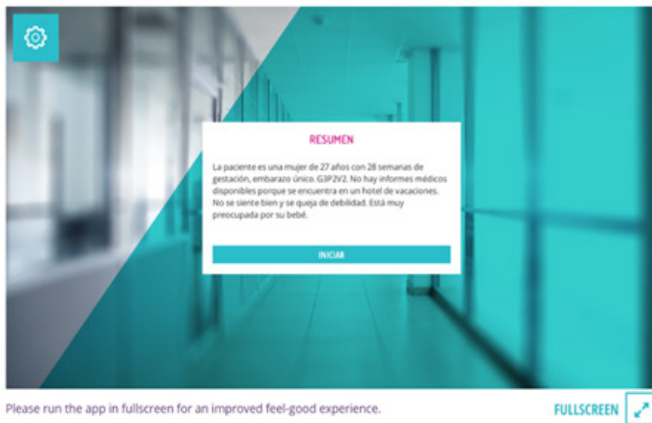 RESUMEN
La paciente es una mujer de 27 años con 28 semanas de
gestación, embarazo único. G3P2V2. No hay informes médicos
disponibles porque se encuentra en un hotel de vacaciones.
No se siente bien y se queja de debilidad. Está muy
preocupada por su bebé.
INICIAR
Please run the app in fullscreen for an improved feel-good experience.
FULLSCREEN